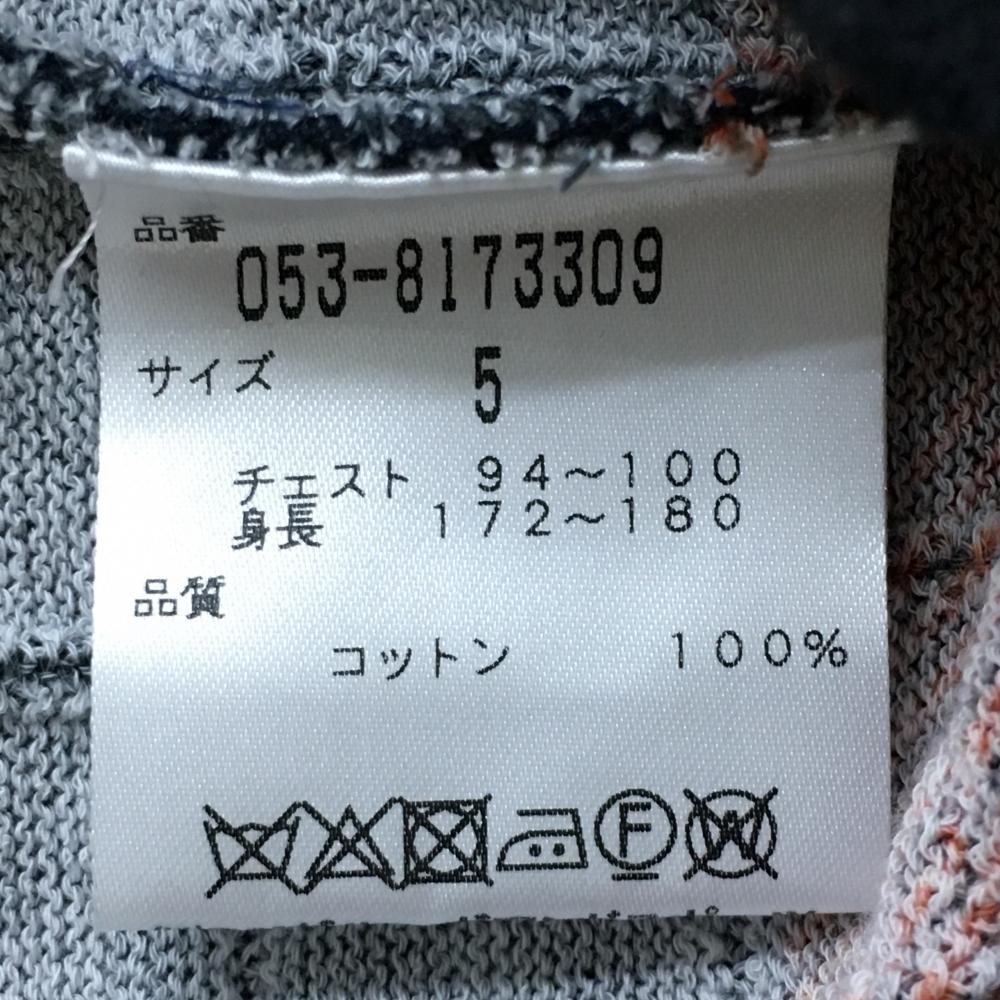 品番
053-8173309
サイズ 5
チェスト 94～100
身長 172～180
品質
コットン 100%
F W